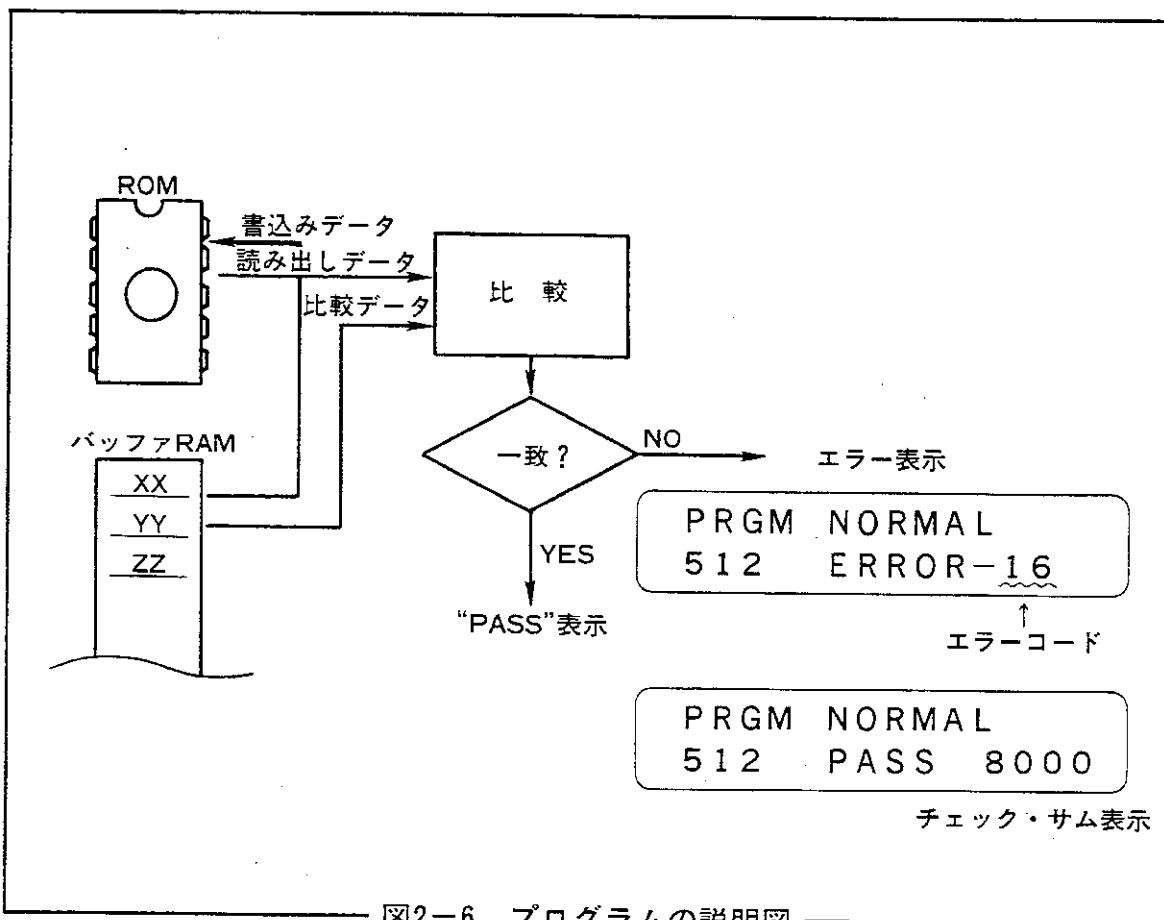 ROM
書込みデータ
読み出しデータ
比較データ
比 較
バッファRAM
XX
YY
ZZ
一致?
NO
エラー表示
YES
"PASS"表示
PRGM NORMAL
512 ERROR-16
↑
エラーコード
PRGM NORMAL
512 PASS 8000
チェック・サム表示
図2-6 プログラムの説明図